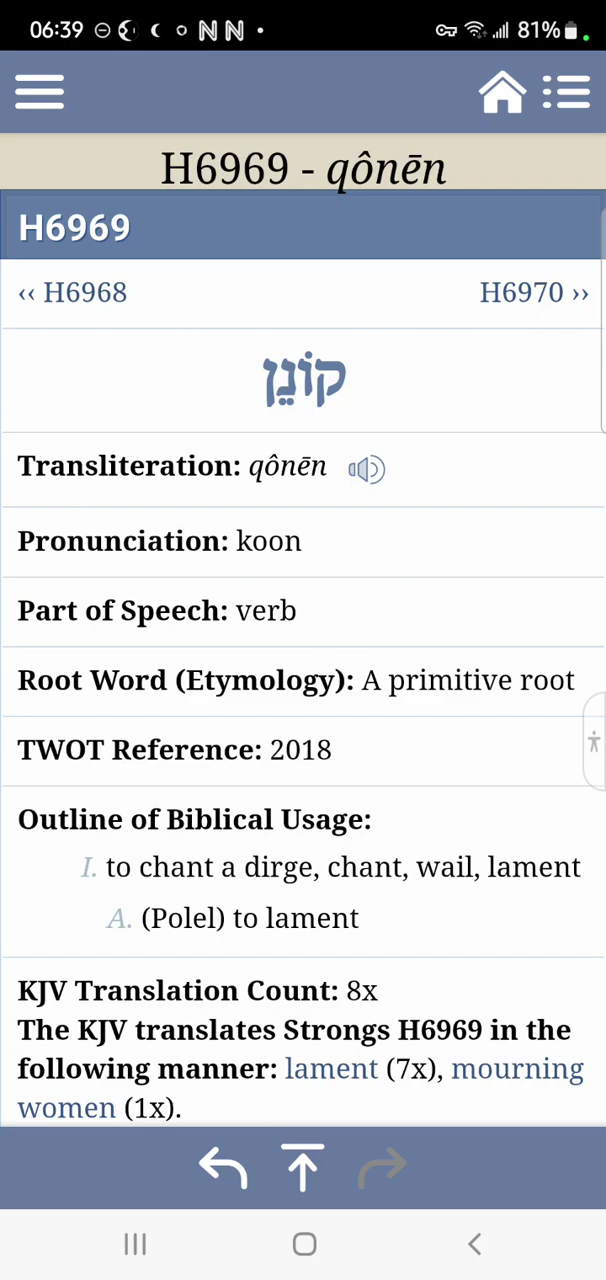 06:39 N N • 81%
H6969 - qônēn
H6969
‹‹ H6968 H6970 ››
קוֹנֵן
Transliteration: qônēn
Pronunciation: koon
Part of Speech: verb
Root Word (Etymology): A primitive root
TWOT Reference: 2018
Outline of Biblical Usage:
I. to chant a dirge, chant, wail, lament
A. (Polel) to lament
KJV Translation Count: 8x
The KJV translates Strongs H6969 in the
following manner: lament (7x), mourning
women (1x).